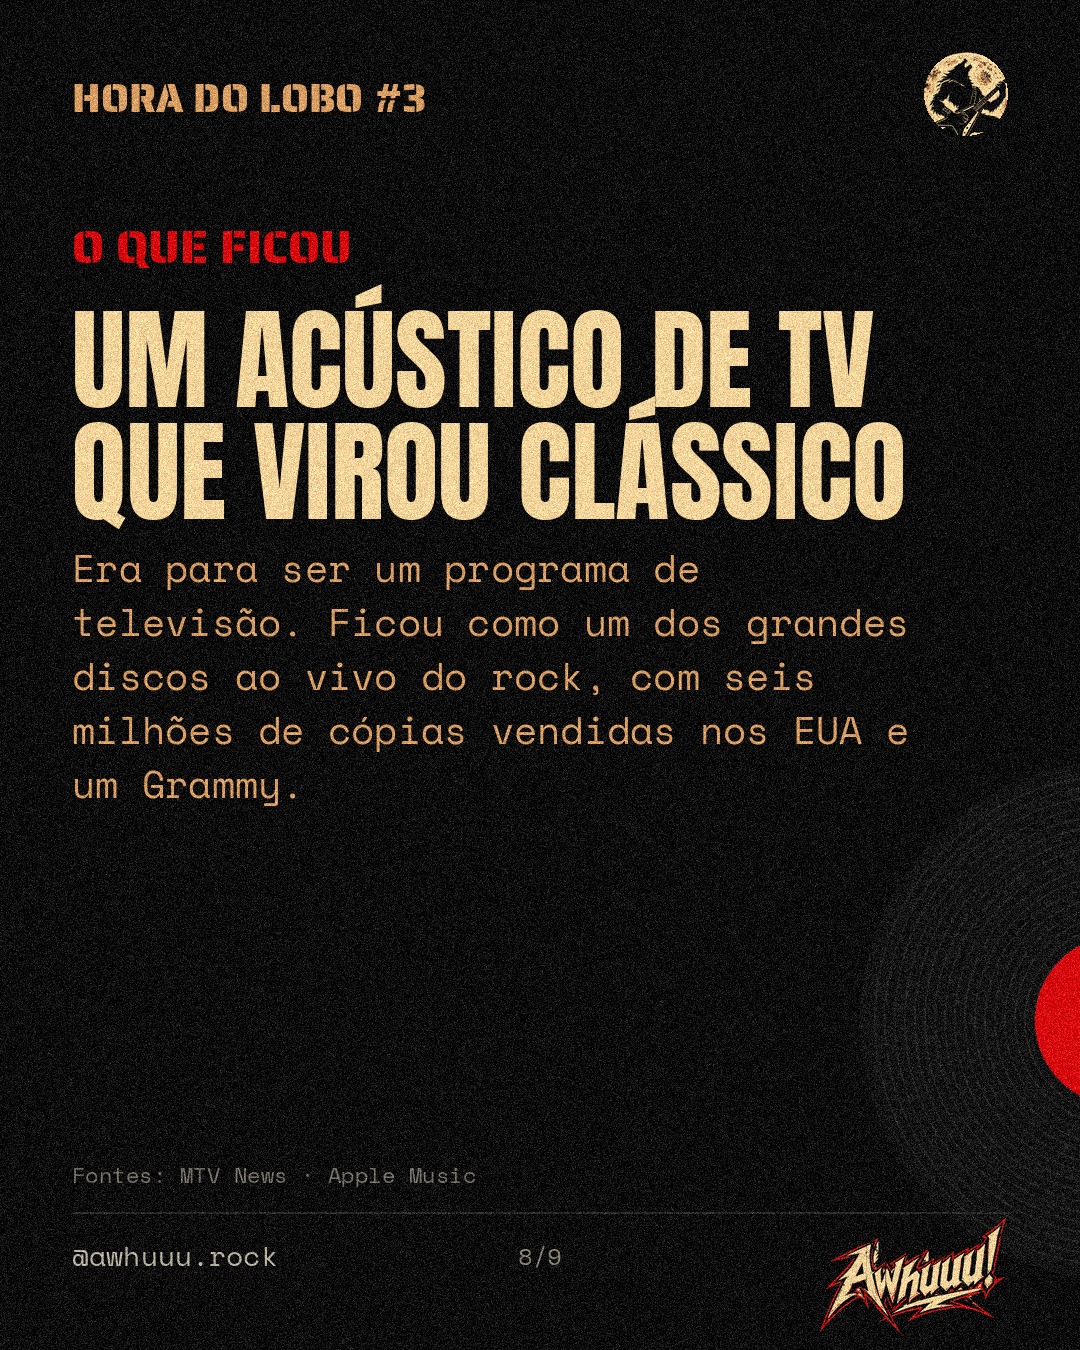 HORA DO LOBO #3
O QUE FICOU
UM ACÚSTICO DE TV
QUE VIROU CLÁSSICO
Era para ser um programa de
televisão. Ficou como um dos grandes
discos ao vivo do rock, com seis
milhões de cópias vendidas nos EUA e
um Grammy.
Fontes: MTV News · Apple Music
@awhuuu.rock
8/9
Awhuuu!